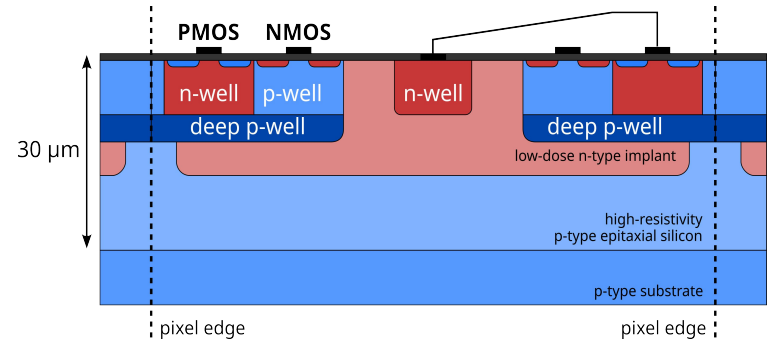 PMOS NMOS
n-well p-well n-well
deep p-well deep p-well
30 μm
low-dose n-type implant
high-resistivity
p-type epitaxial silicon
p-type substrate
pixel edge pixel edge